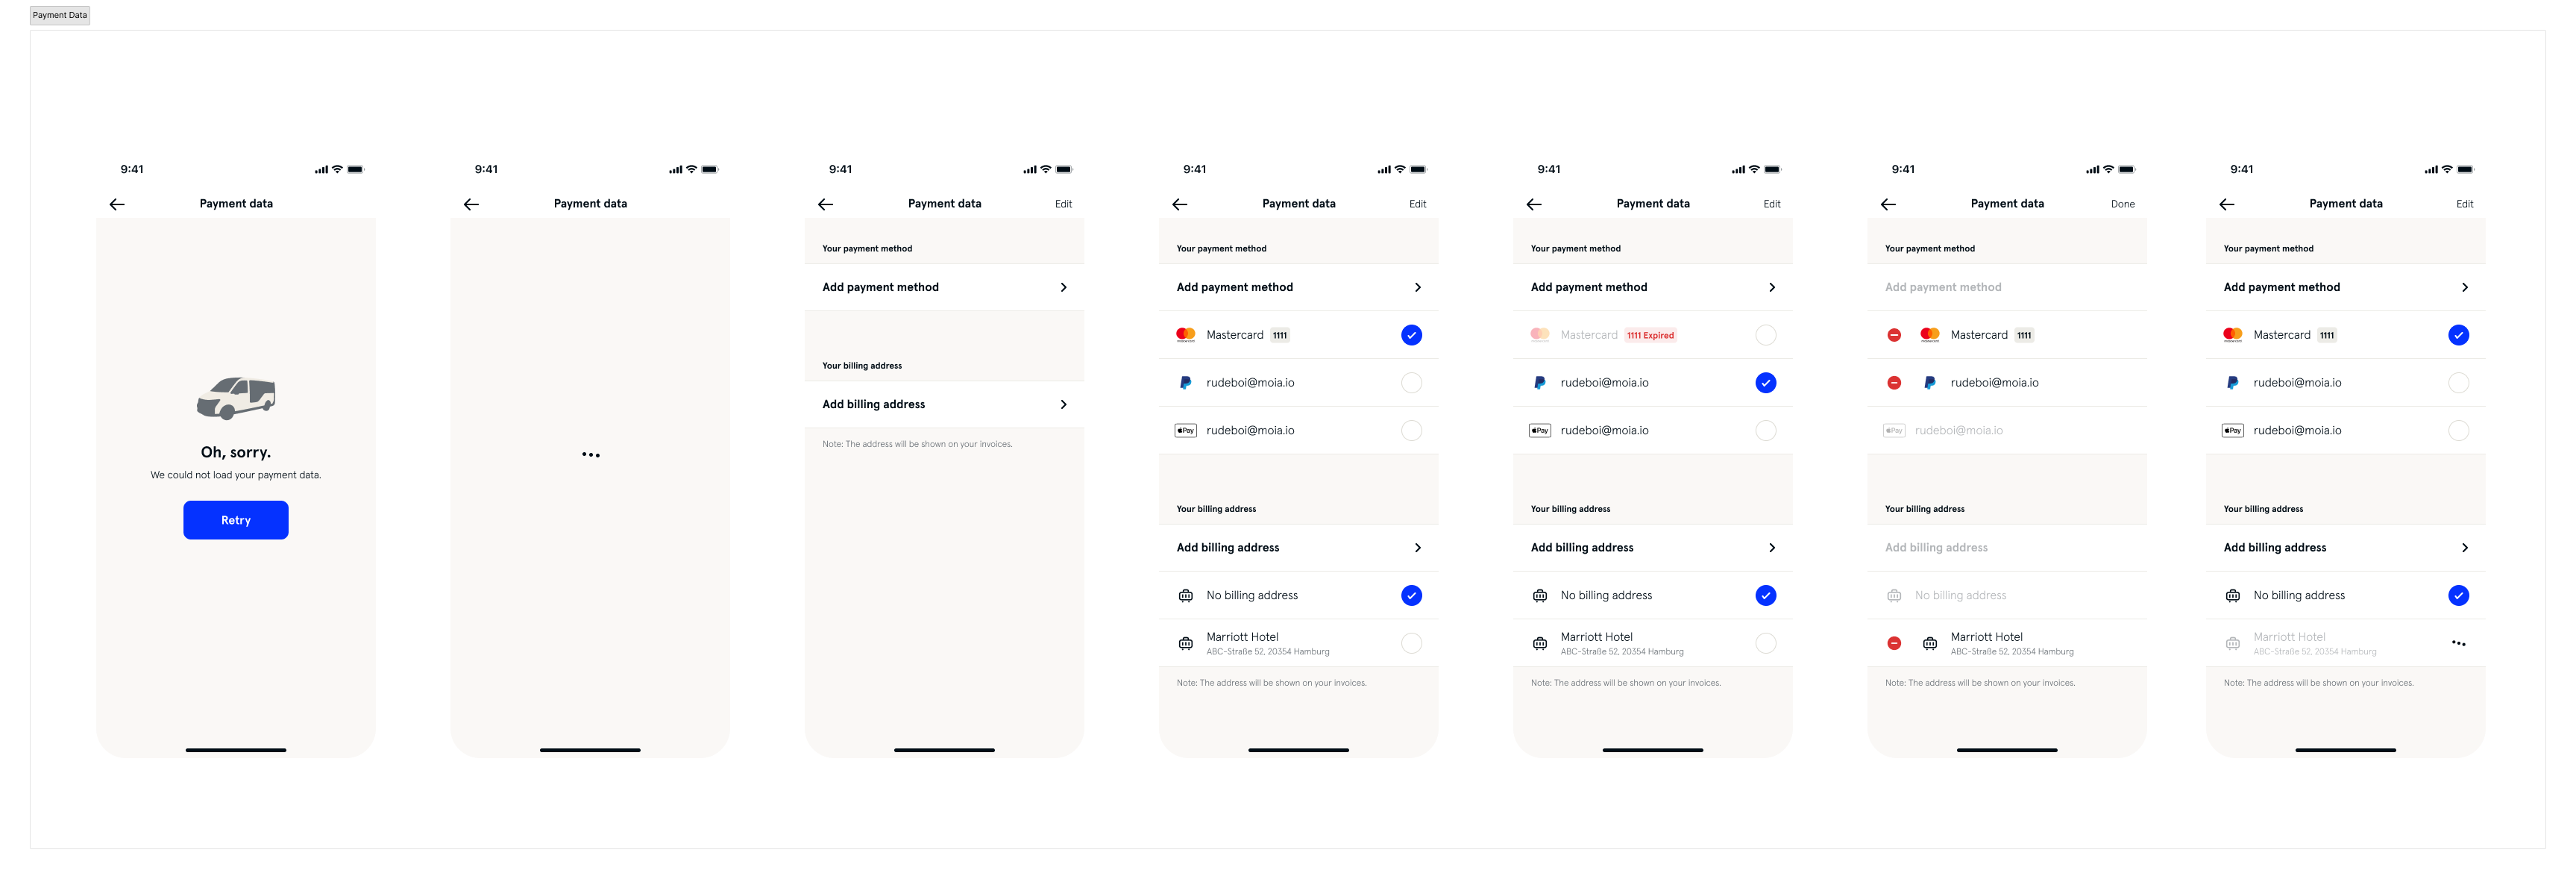 Payment Data
9:41
Payment data
Oh, sorry.
We could not load your payment data.
Retry
9:41
Payment data
9:41
Payment data Edit
Your payment method
Add payment method
Your billing address
Add billing address
Note: The address will be shown on your invoices.
9:41
Payment data Edit
Your payment method
Add payment method
Mastercard 1111
rudeboi@moia.io
Pay rudeboi@moia.io
Your billing address
Add billing address
No billing address
Marriott Hotel
ABC-Straße 52, 20354 Hamburg
Note: The address will be shown on your invoices.
9:41
Payment data Edit
Your payment method
Add payment method
Mastercard 1111 Expired
rudeboi@moia.io
Pay rudeboi@moia.io
Your billing address
Add billing address
No billing address
Marriott Hotel
ABC-Straße 52, 20354 Hamburg
Note: The address will be shown on your invoices.
9:41
Payment data Done
Your payment method
Add payment method
Mastercard 1111
rudeboi@moia.io
Pay rudeboi@moia.io
Your billing address
Add billing address
No billing address
Marriott Hotel
ABC-Straße 52, 20354 Hamburg
Note: The address will be shown on your invoices.
9:41
Payment data Edit
Your payment method
Add payment method
Mastercard 1111
rudeboi@moia.io
Pay rudeboi@moia.io
Your billing address
Add billing address
No billing address
Marriott Hotel
ABC-Straße 52, 20354 Hamburg
Note: The address will be shown on your invoices.